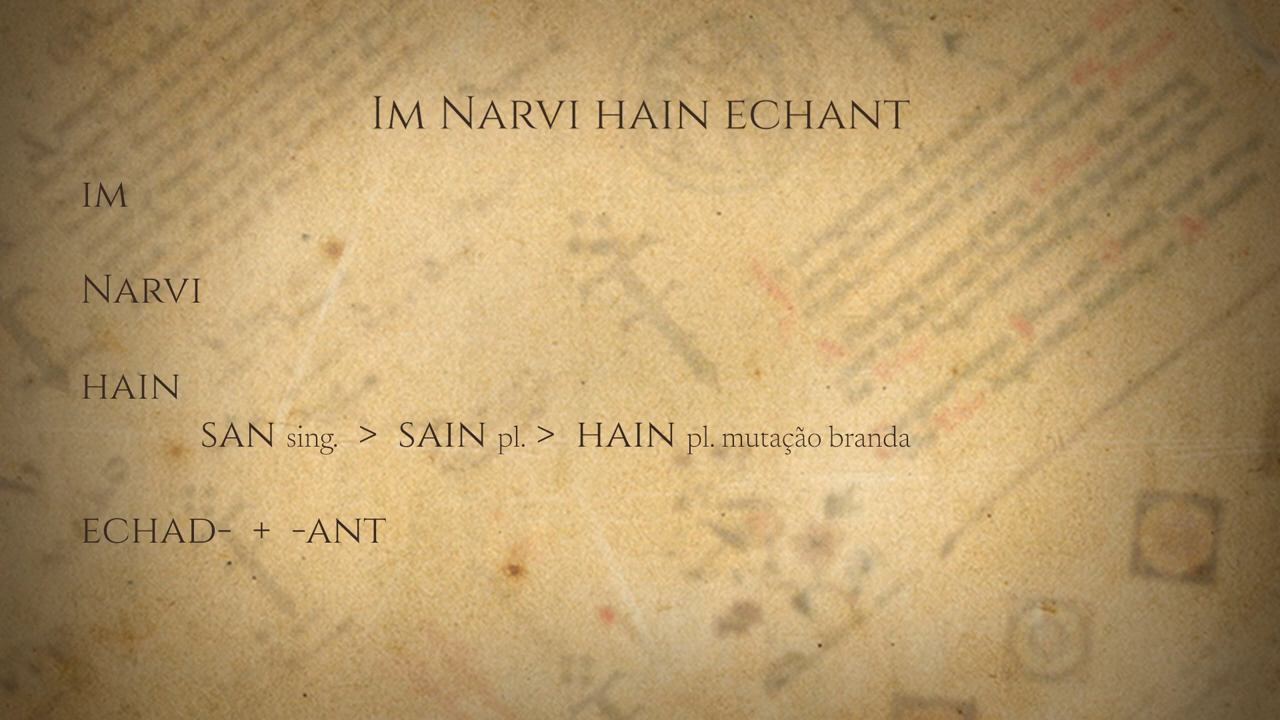 Im Narvi hain echant
im
Narvi
hain
san sing. > sain pl. > hain pl. mutação branda
echad- + -ant